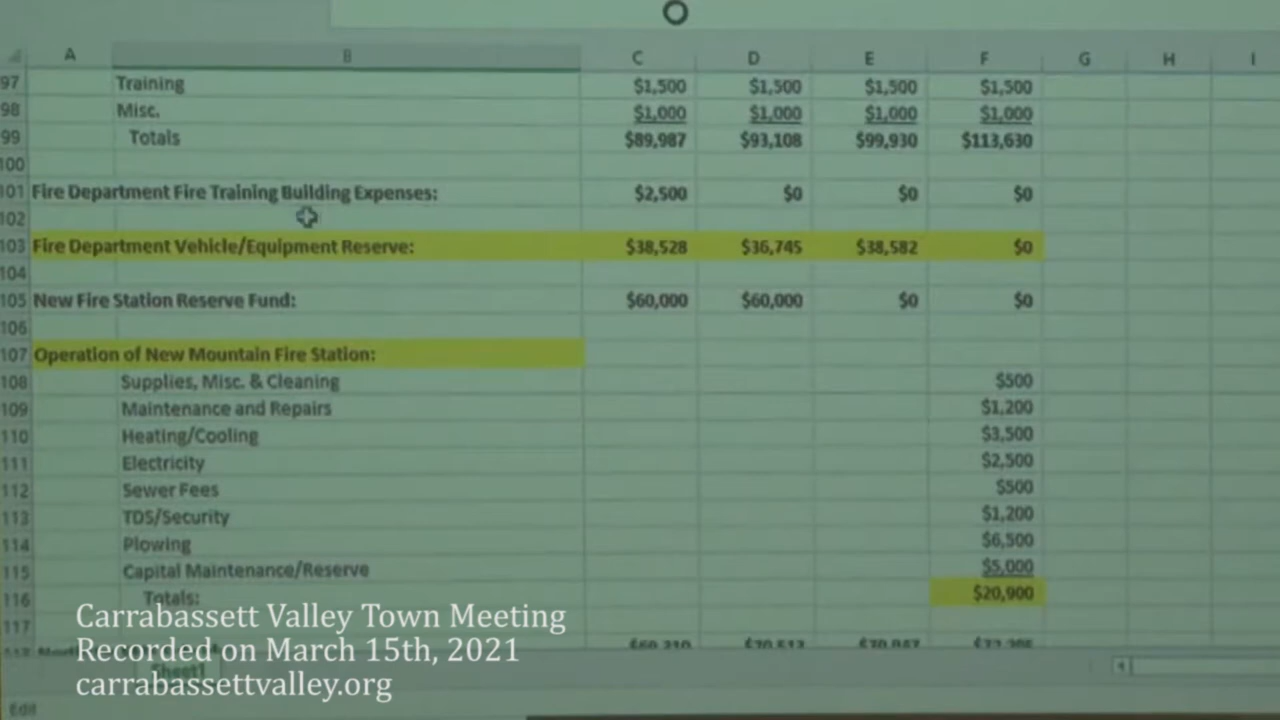 A B C D E F G H I
97 Training $1,500 $1,500 $1,500 $1,500
98 Misc. $1,000 $1,000 $1,000 $1,000
99 Totals $89,987 $93,108 $99,930 $113,630
100
101 Fire Department Fire Training Building Expenses: $2,500 $0 $0 $0
102
103 Fire Department Vehicle/Equipment Reserve: $38,528 $36,745 $38,582 $0
104
105 New Fire Station Reserve Fund: $60,000 $60,000 $0 $0
106
107 Operation of New Mountain Fire Station:
108 Supplies, Misc. & Cleaning $500
109 Maintenance and Repairs $1,200
110 Heating/Cooling $3,500
111 Electricity $2,500
112 Sewer Fees $500
113 TDS/Security $1,200
114 Plowing $6,500
115 Capital Maintenance/Reserve $5,000
116 Totals: $20,900
117
Carrabassett Valley Town Meeting
Recorded on March 15th, 2021
carrabassettvalley.org
Sheet1
Edit